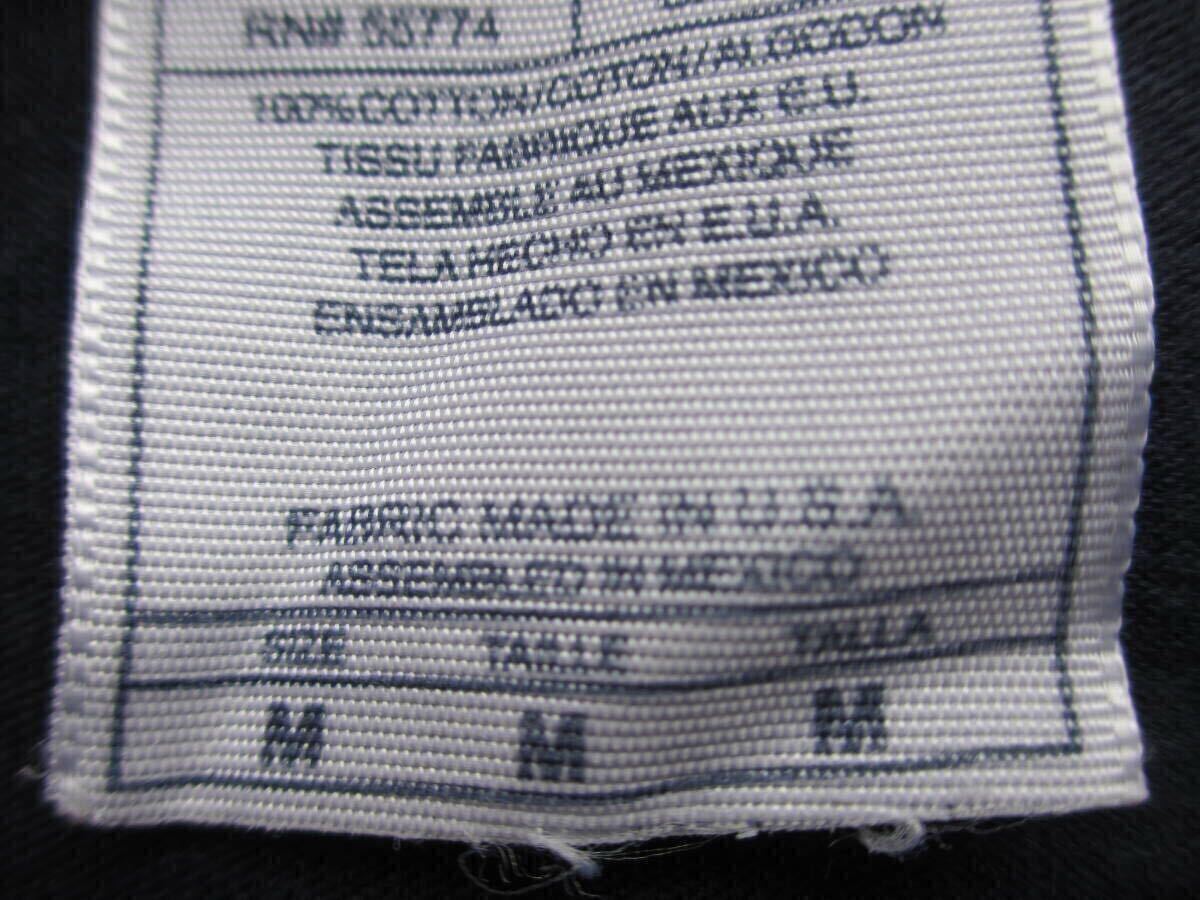 RN# 55774
100% COTTON/COTON/ALGODON
TISSU FABRIQUE AUX E.U.
ASSEMBLE AU MEXIQUE
TELA HECHO EN E.U.A.
ENSAMBLADO EN MEXICO
FABRIC MADE IN U.S.A.
ASSEMBLED IN MEXICO
SIZE TAILLE TALLA
M M M